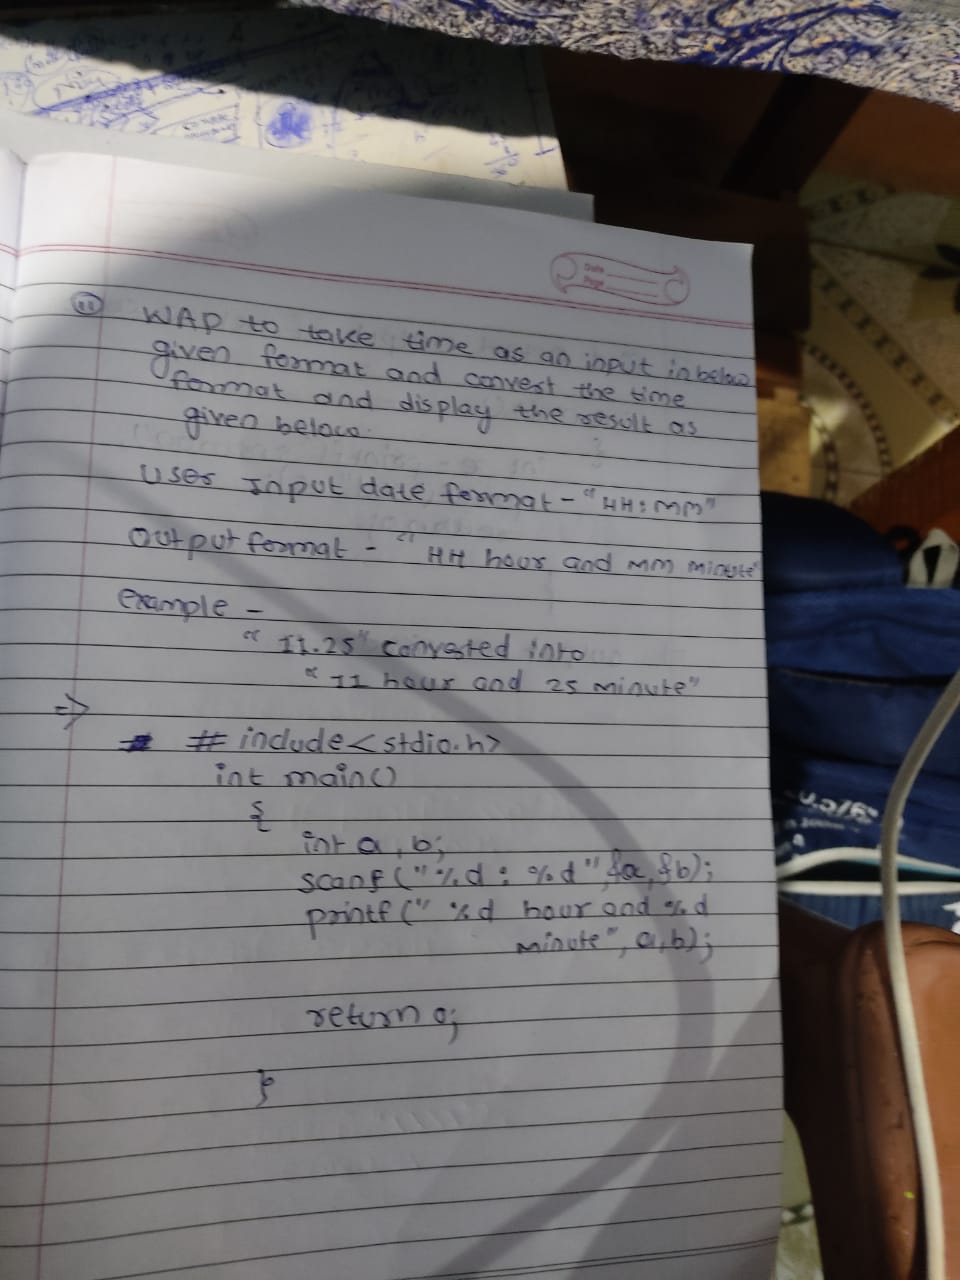 Date
Page
11 WAP to take time as an input in below
given format and convert the time
format and display the result as
given below.
User Input date format - "HH:MM"
Output format - "HH hour and MM minute"
example -
"11.25" converted into
"11 hour and 25 minute"
=>
# include<stdio.h>
int main()
{
int a, b;
scanf("%d : %d", &a, &b);
printf(" %d hour and %d
minute", a, b);
return 0;
}